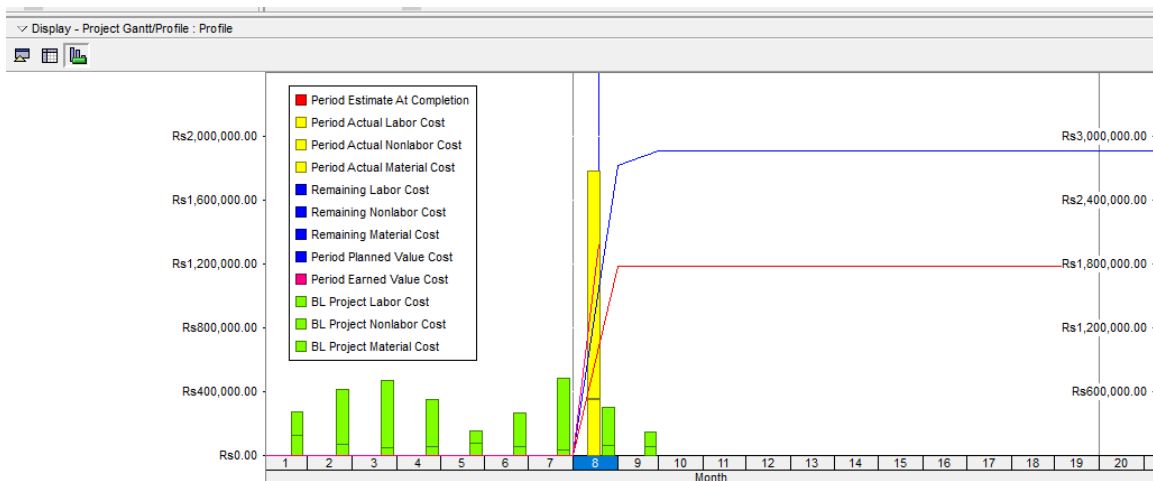 Display - Project Gantt/Profile : Profile
Period Estimate At Completion
Period Actual Labor Cost
Period Actual Nonlabor Cost
Period Actual Material Cost
Remaining Labor Cost
Remaining Nonlabor Cost
Remaining Material Cost
Period Planned Value Cost
Period Earned Value Cost
BL Project Labor Cost
BL Project Nonlabor Cost
BL Project Material Cost
Rs2,000,000.00
Rs1,600,000.00
Rs1,200,000.00
Rs800,000.00
Rs400,000.00
Rs0.00
Rs3,000,000.00
Rs2,400,000.00
Rs1,800,000.00
Rs1,200,000.00
Rs600,000.00
1 2 3 4 5 6 7 8 9 10 11 12 13 14 15 16 17 18 19 20
Month